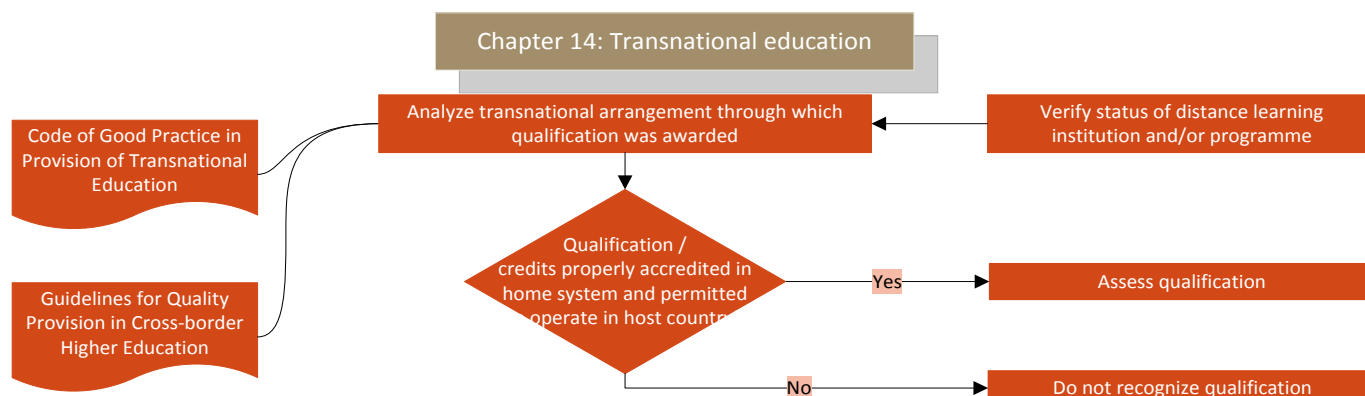 Chapter 14: Transnational education
Analyze transnational arrangement through which
qualification was awarded
Verify status of distance learning
institution and/or programme
Code of Good Practice in
Provision of Transnational
Education
Qualification /
credits properly accredited in
home system and permitted
operate in host
Yes
Assess qualification
Guidelines for Quality
Provision in Cross-border
Higher Education
No
Do not recognize qualification